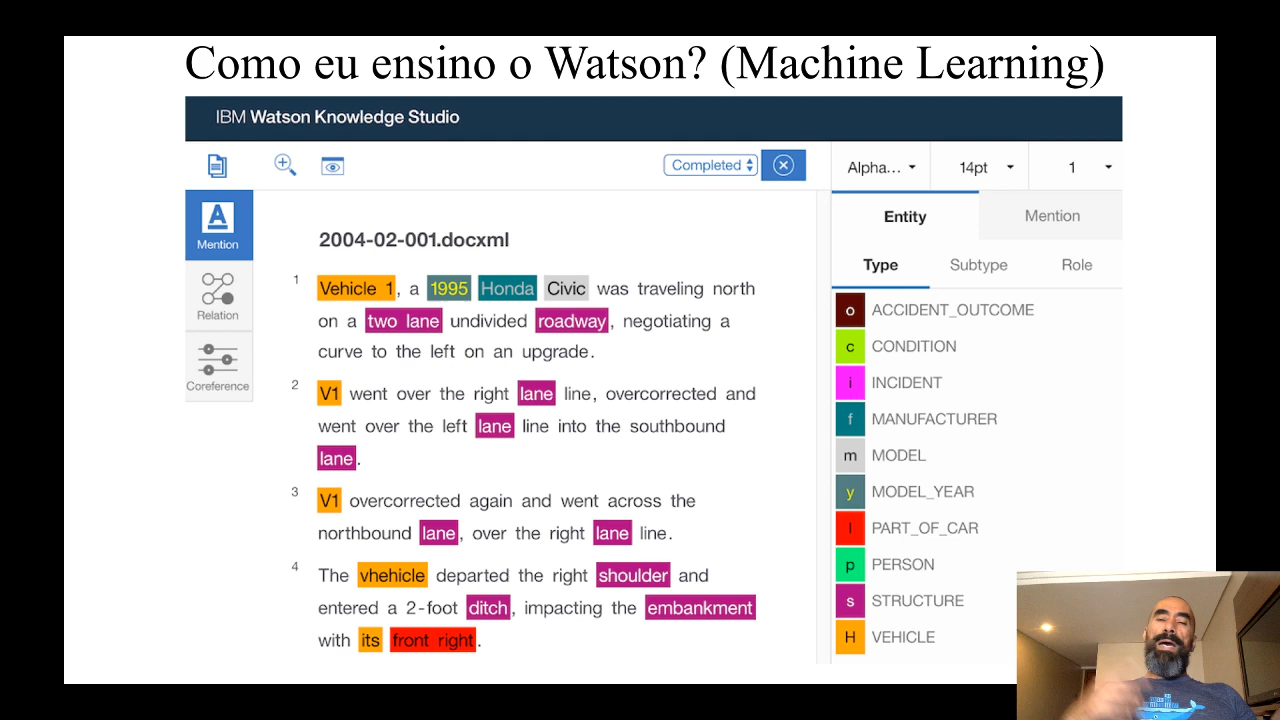 Como eu ensino o Watson? (Machine Learning)
IBM Watson Knowledge Studio
Completed
Alpha...
14pt
1
A
Mention
Relation
Coreference
Entity
Mention
Type
Subtype
Role
2004-02-001.docxml
1
Vehicle 1, a 1995 Honda Civic was traveling north
on a two lane undivided roadway, negotiating a
curve to the left on an upgrade.
2
V1 went over the right lane line, overcorrected and
went over the left lane line into the southbound
lane.
3
V1 overcorrected again and went across the
northbound lane, over the right lane line.
4
The vhehicle departed the right shoulder and
entered a 2-foot ditch, impacting the embankment
with its front right.
o ACCIDENT_OUTCOME
c CONDITION
i INCIDENT
f MANUFACTURER
m MODEL
y MODEL_YEAR
l PART_OF_CAR
p PERSON
s STRUCTURE
H VEHICLE